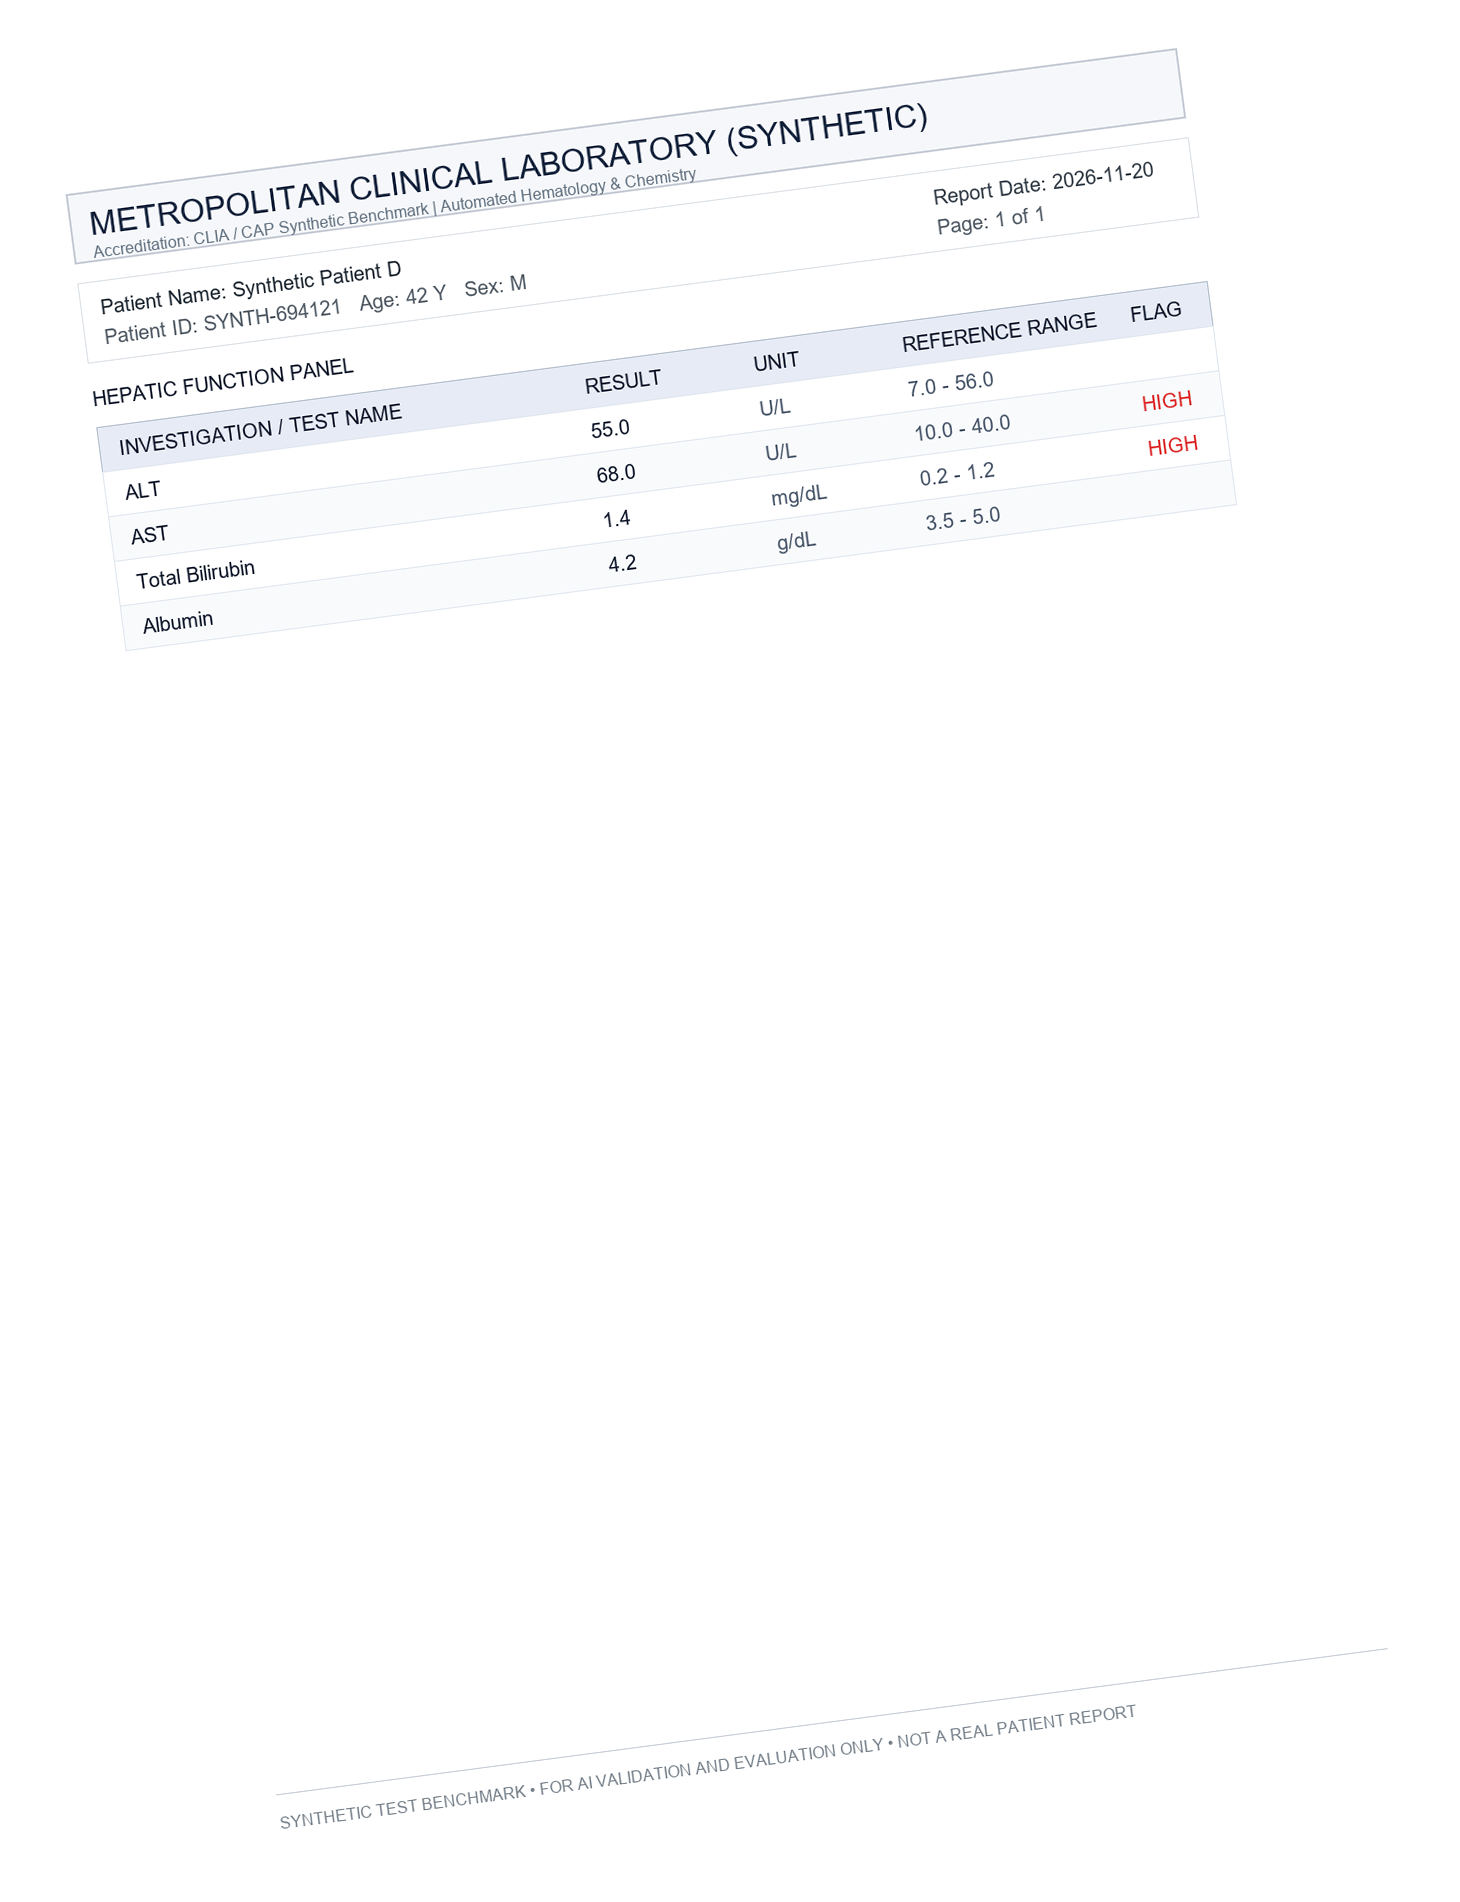 METROPOLITAN CLINICAL LABORATORY (SYNTHETIC)
Accreditation: CLIA / CAP Synthetic Benchmark | Automated Hematology & Chemistry
Patient Name: Synthetic Patient D Report Date: 2026-11-20
Patient ID: SYNTH-694121 Age: 42 Y Sex: M Page: 1 of 1
HEPATIC FUNCTION PANEL
INVESTIGATION / TEST NAME RESULT UNIT REFERENCE RANGE FLAG
ALT 55.0 U/L 7.0 - 56.0
AST 68.0 U/L 10.0 - 40.0 HIGH
Total Bilirubin 1.4 mg/dL 0.2 - 1.2 HIGH
Albumin 4.2 g/dL 3.5 - 5.0
SYNTHETIC TEST BENCHMARK • FOR AI VALIDATION AND EVALUATION ONLY • NOT A REAL PATIENT REPORT